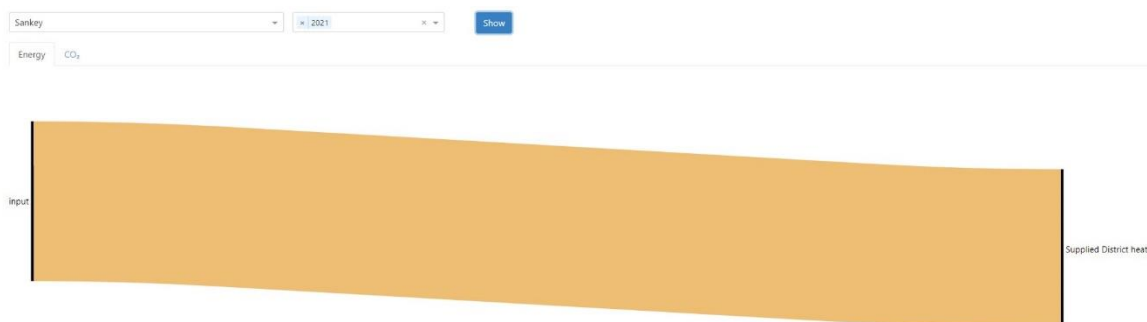 Sankey
× 2021
×
Show
Energy
CO₂
input
Supplied District heat